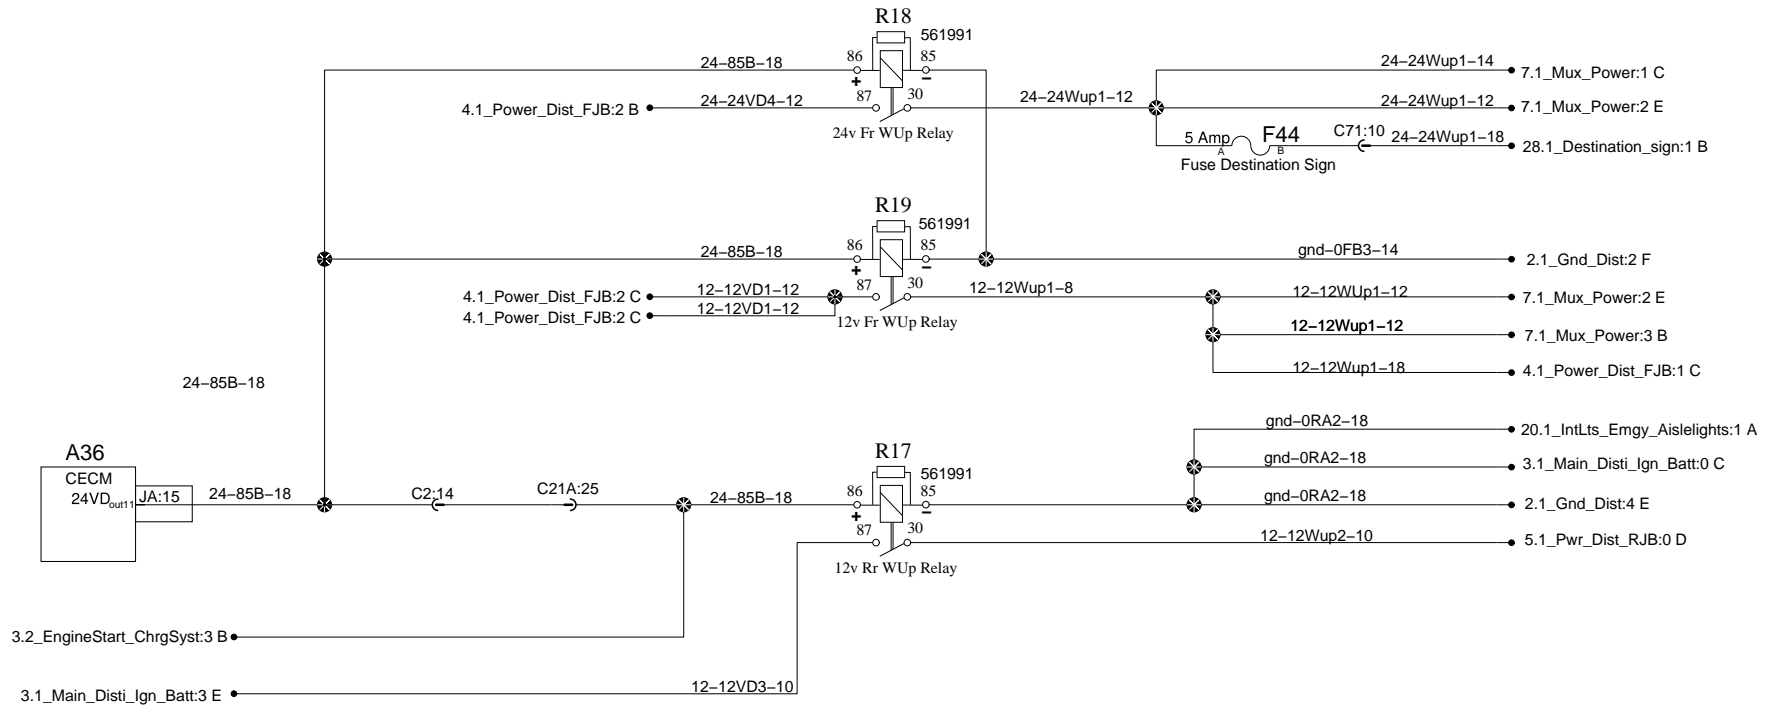 R18
561991
24-85B-18
86
85
+
–
24-24Wup1-14
7.1_Mux_Power:1 C
4.1_Power_Dist_FJB:2 B
24-24VD4-12
87
30
24-24Wup1-12
24-24Wup1-12
7.1_Mux_Power:2 E
24v Fr WUp Relay
5 Amp
A
F44
B
C71:10
24-24Wup1-18
28.1_Destination_sign:1 B
Fuse Destination Sign
R19
561991
24-85B-18
86
85
+
–
gnd-0FB3-14
2.1_Gnd_Dist:2 F
4.1_Power_Dist_FJB:2 C
12-12VD1-12
87
30
12-12Wup1-8
12-12WUp1-12
7.1_Mux_Power:2 E
4.1_Power_Dist_FJB:2 C
12-12VD1-12
12v Fr WUp Relay
12-12Wup1-12
7.1_Mux_Power:3 B
12-12Wup1-18
4.1_Power_Dist_FJB:1 C
24-85B-18
gnd-0RA2-18
20.1_IntLts_Emgy_Aislelights:1 A
A36
CECM
24VD out11
JA:15
24-85B-18
C2:14
C21A:25
24-85B-18
R17
561991
86
85
+
–
gnd-0RA2-18
3.1_Main_Disti_Ign_Batt:0 C
gnd-0RA2-18
2.1_Gnd_Dist:4 E
87
30
12-12Wup2-10
5.1_Pwr_Dist_RJB:0 D
12v Rr WUp Relay
3.2_EngineStart_ChrgSyst:3 B
3.1_Main_Disti_Ign_Batt:3 E
12-12VD3-10